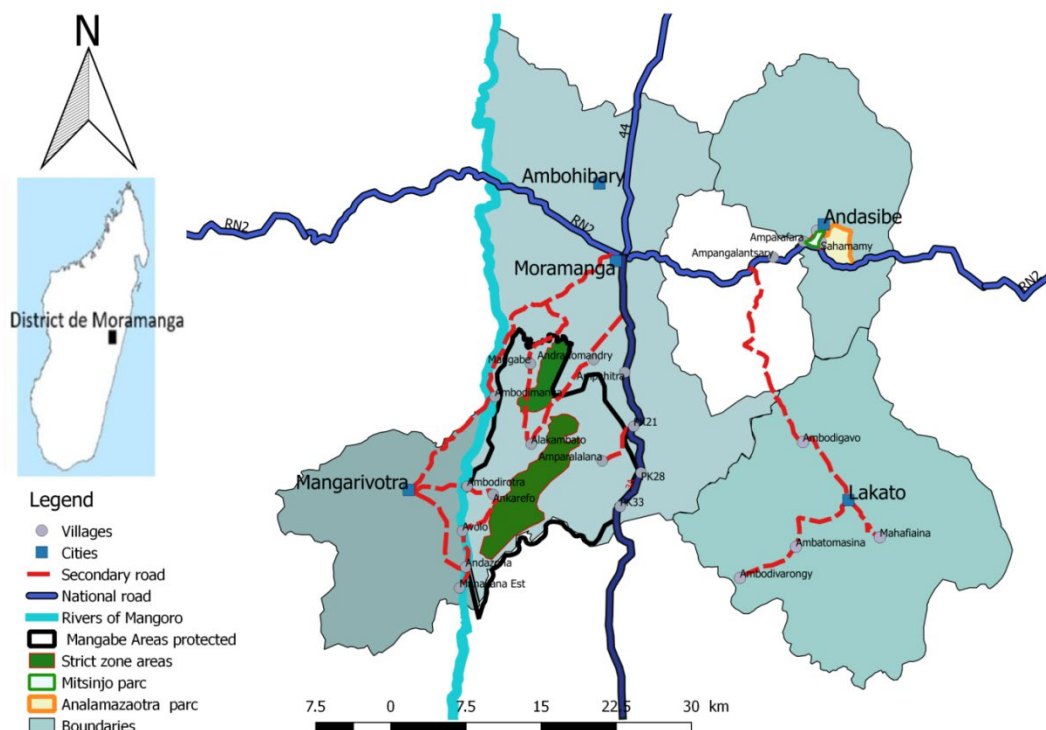 N
District de Moramanga
Legend
Villages
Cities
Secondary road
National road
Rivers of Mangoro
Mangabe Areas protected
Strict zone areas
Mitsinjo parc
Analamazaotra parc
Boundaries
44
Ambohibary
RN2
RN2
Moramanga
Andasibe
Amparafara
Sahamamy
Ampangalantsary
RN2
Mangabe
Andranomandry
Ampahitra
Ambodimanga
PK21
Alakambato
Amparalalana
Ambodigavo
PK28
Mangarivotra
Ambodirotra
Ankarefo
Lakato
PK33
Avolo
Mahafiaina
Ambatomasina
Ambodivarongy
7.5 0 7.5 15 22.5 30 km